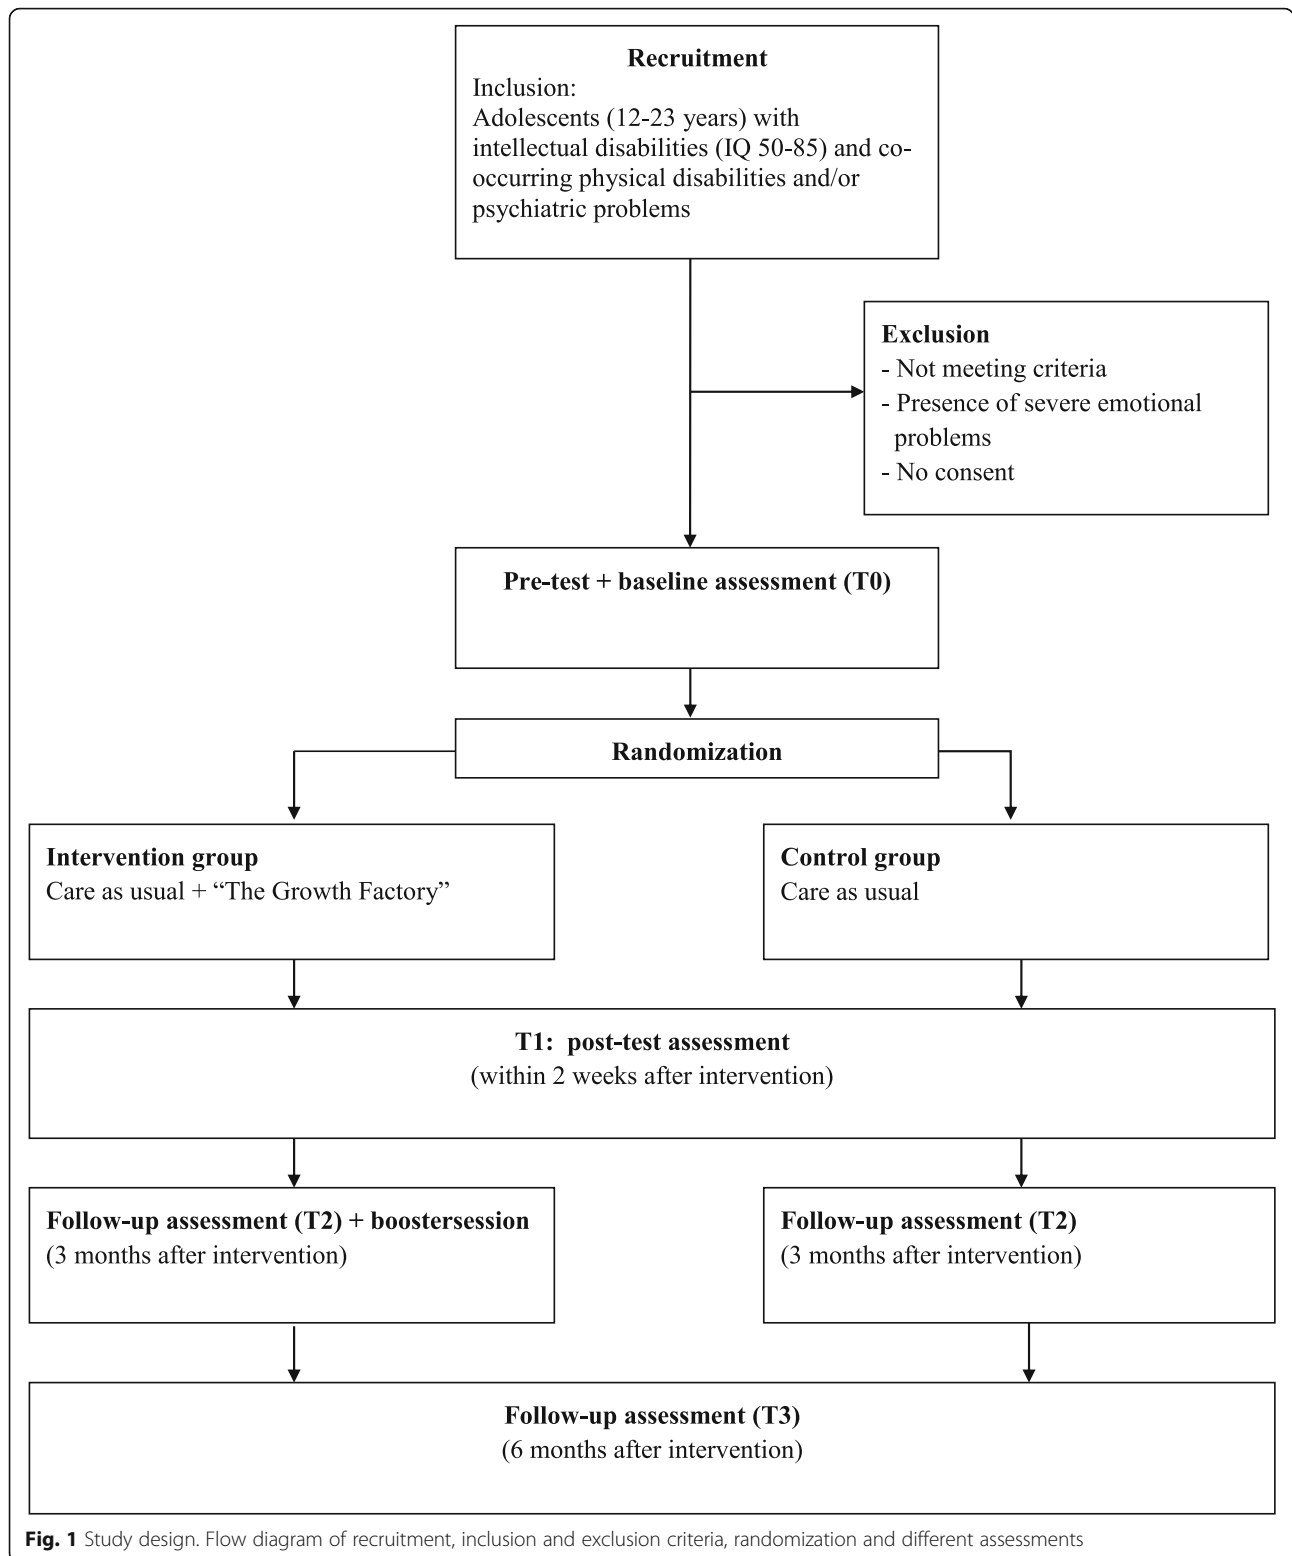 Recruitment
Inclusion:
Adolescents (12-23 years) with
intellectual disabilities (IQ 50-85) and co-
occurring physical disabilities and/or
psychiatric problems
Exclusion
- Not meeting criteria
- Presence of severe emotional
problems
- No consent
Pre-test + baseline assessment (T0)
Randomization
Intervention group
Care as usual + “The Growth Factory”
Control group
Care as usual
T1: post-test assessment
(within 2 weeks after intervention)
Follow-up assessment (T2) + boostersession
(3 months after intervention)
Follow-up assessment (T2)
(3 months after intervention)
Follow-up assessment (T3)
(6 months after intervention)
Fig. 1 Study design. Flow diagram of recruitment, inclusion and exclusion criteria, randomization and different assessments